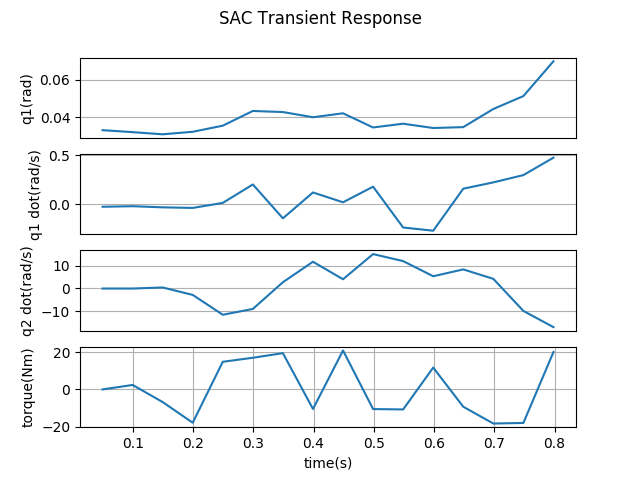 SAC Transient Response
q1(rad)
0.06
0.04
q1 dot(rad/s)
0.5
0.0
q2 dot(rad/s)
10
0
−10
torque(Nm)
20
0
−20
0.1 0.2 0.3 0.4 0.5 0.6 0.7 0.8
time(s)